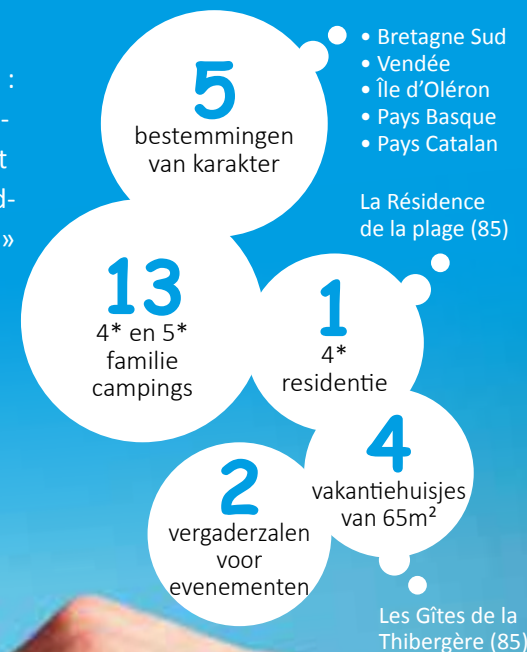 :
-
t
d-
»
5
bestemmingen
van karakter
• Bretagne Sud
• Vendée
• Île d'Oléron
• Pays Basque
• Pays Catalan
13
4* en 5*
familie
campings
La Résidence
de la plage (85)
1
4*
residentie
4
vakantiehuisjes
van 65m²
2
vergaderzalen
voor
evenementen
Les Gîtes de la
Thibergère (85)